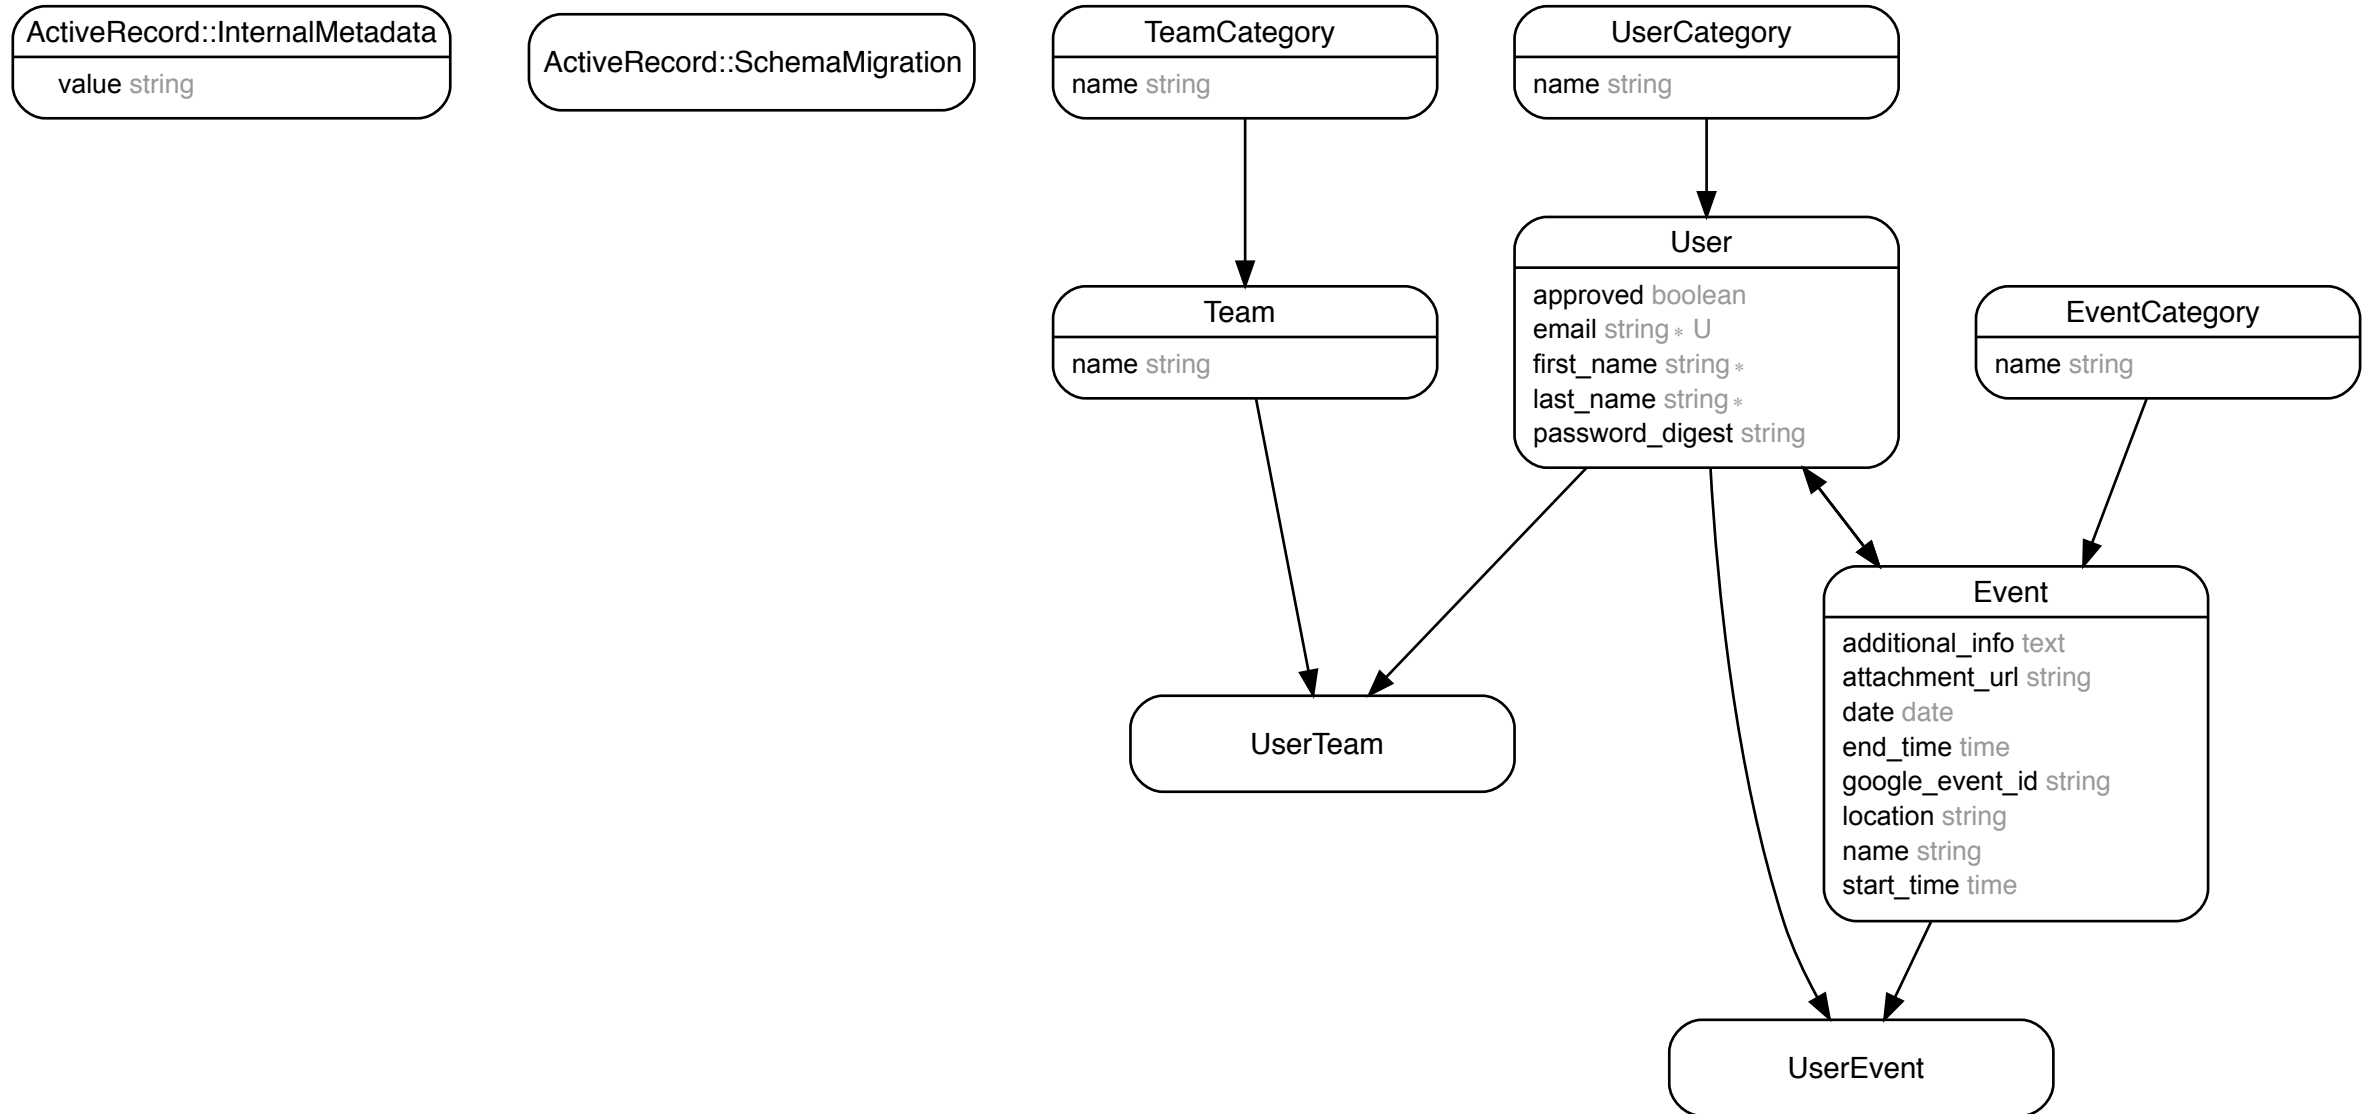 ActiveRecord::InternalMetadata
value string
ActiveRecord::SchemaMigration
TeamCategory
name string
UserCategory
name string
User
approved boolean
email string * U
first_name string *
last_name string *
password_digest string
Team
name string
EventCategory
name string
Event
additional_info text
attachment_url string
date date
end_time time
google_event_id string
location string
name string
start_time time
UserTeam
UserEvent